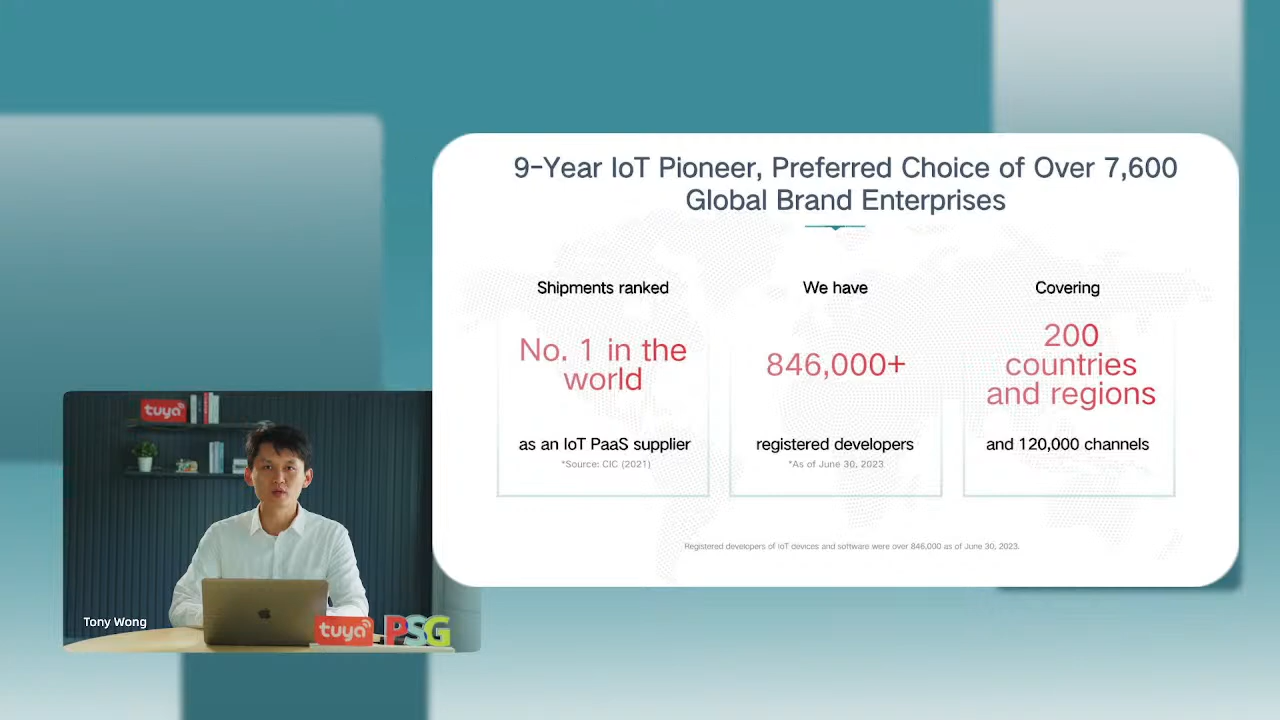 9-Year IoT Pioneer, Preferred Choice of Over 7,600
Global Brand Enterprises
Shipments ranked
No. 1 in the
world
as an IoT PaaS supplier
*Source: CIC (2021)
We have
846,000+
registered developers
*As of June 30, 2023
Covering
200
countries
and regions
and 120,000 channels
Registered developers of IoT devices and software were over 846,000 as of June 30, 2023.
tuya
Tony Wong
tuya
PSG